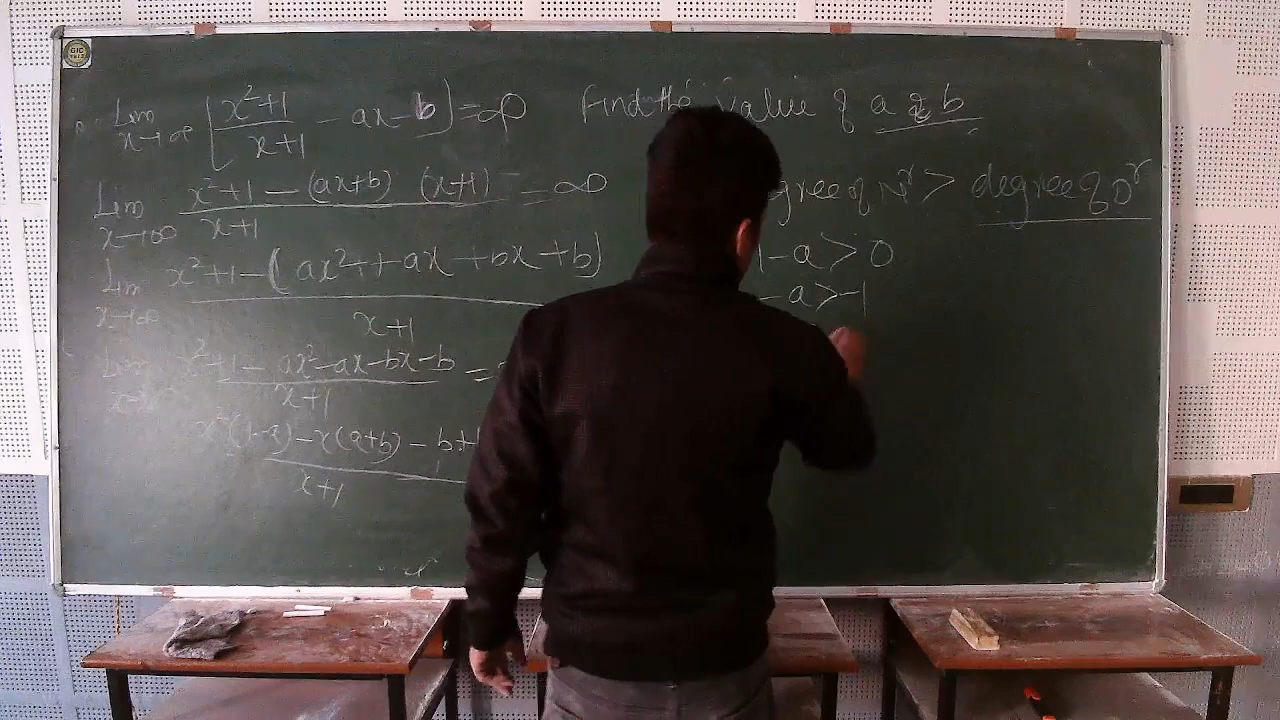 Lim x→∞ [x²+1 / x+1 - ax - b] = ∞ Find the value of a & b
Lim x→∞ x²+1 - (ax+b) (x+1) / x+1 = ∞
gree of Nʳ > degree of Dʳ
Lim x→∞ x²+1 - (ax²++ax+bx+b) / x+1
1-a > 0
-a > -1
Lim x→∞ x²+1 - ax²-ax-bx-b / x+1 =
x²(1-a) - x(a+b) - b+1 / x+1